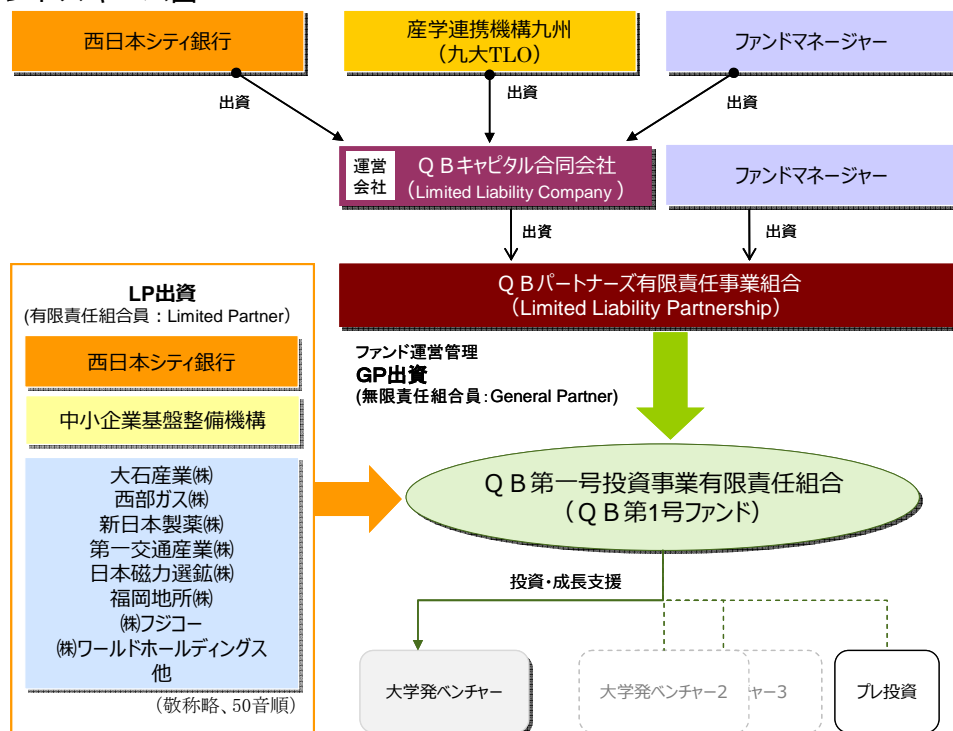 西日本シティ銀行
産学連携機構九州
（九大TLO）
ファンドマネージャー
出資
出資
出資
運営
会社
ＱＢキャピタル合同会社
（Limited Liability Company ）
ファンドマネージャー
出資
出資
ＱＢパートナーズ有限責任事業組合
（Limited Liability Partnership）
LP出資
(有限責任組合員：Limited Partner）
西日本シティ銀行
中小企業基盤整備機構
大石産業㈱
西部ガス㈱
新日本製薬㈱
第一交通産業㈱
日本磁力選鉱㈱
福岡地所㈱
㈱フジコー
㈱ワールドホールディングス
他
（敬称略、50音順）
ファンド運営管理
GP出資
(無限責任組合員：General Partner)
ＱＢ第一号投資事業有限責任組合
（ＱＢ第1号ファンド）
投資・成長支援
大学発ベンチャー
大学発ベンチャー2
ャー3
プレ投資